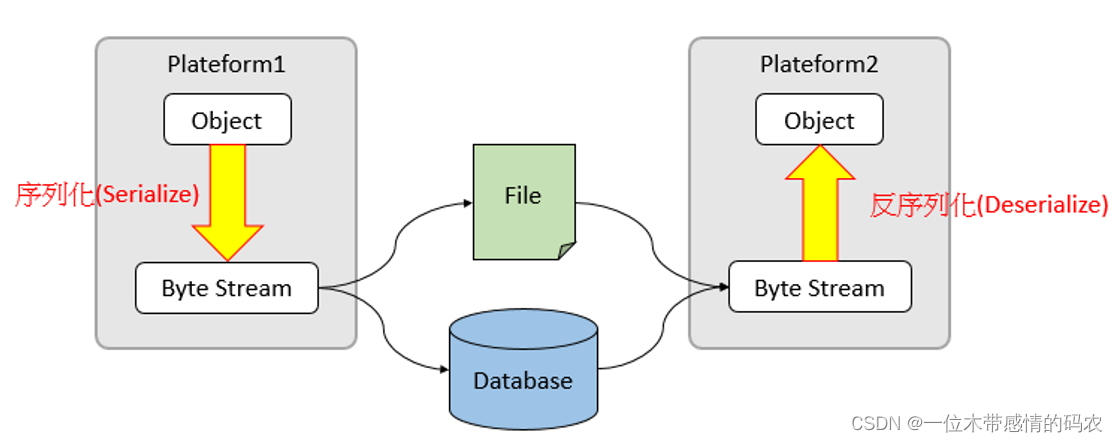 Plateform1
Object
序列化(Serialize)
Byte Stream
File
Database
Plateform2
Object
反序列化(Deserialize)
Byte Stream
CSDN @一位木带感情的码农